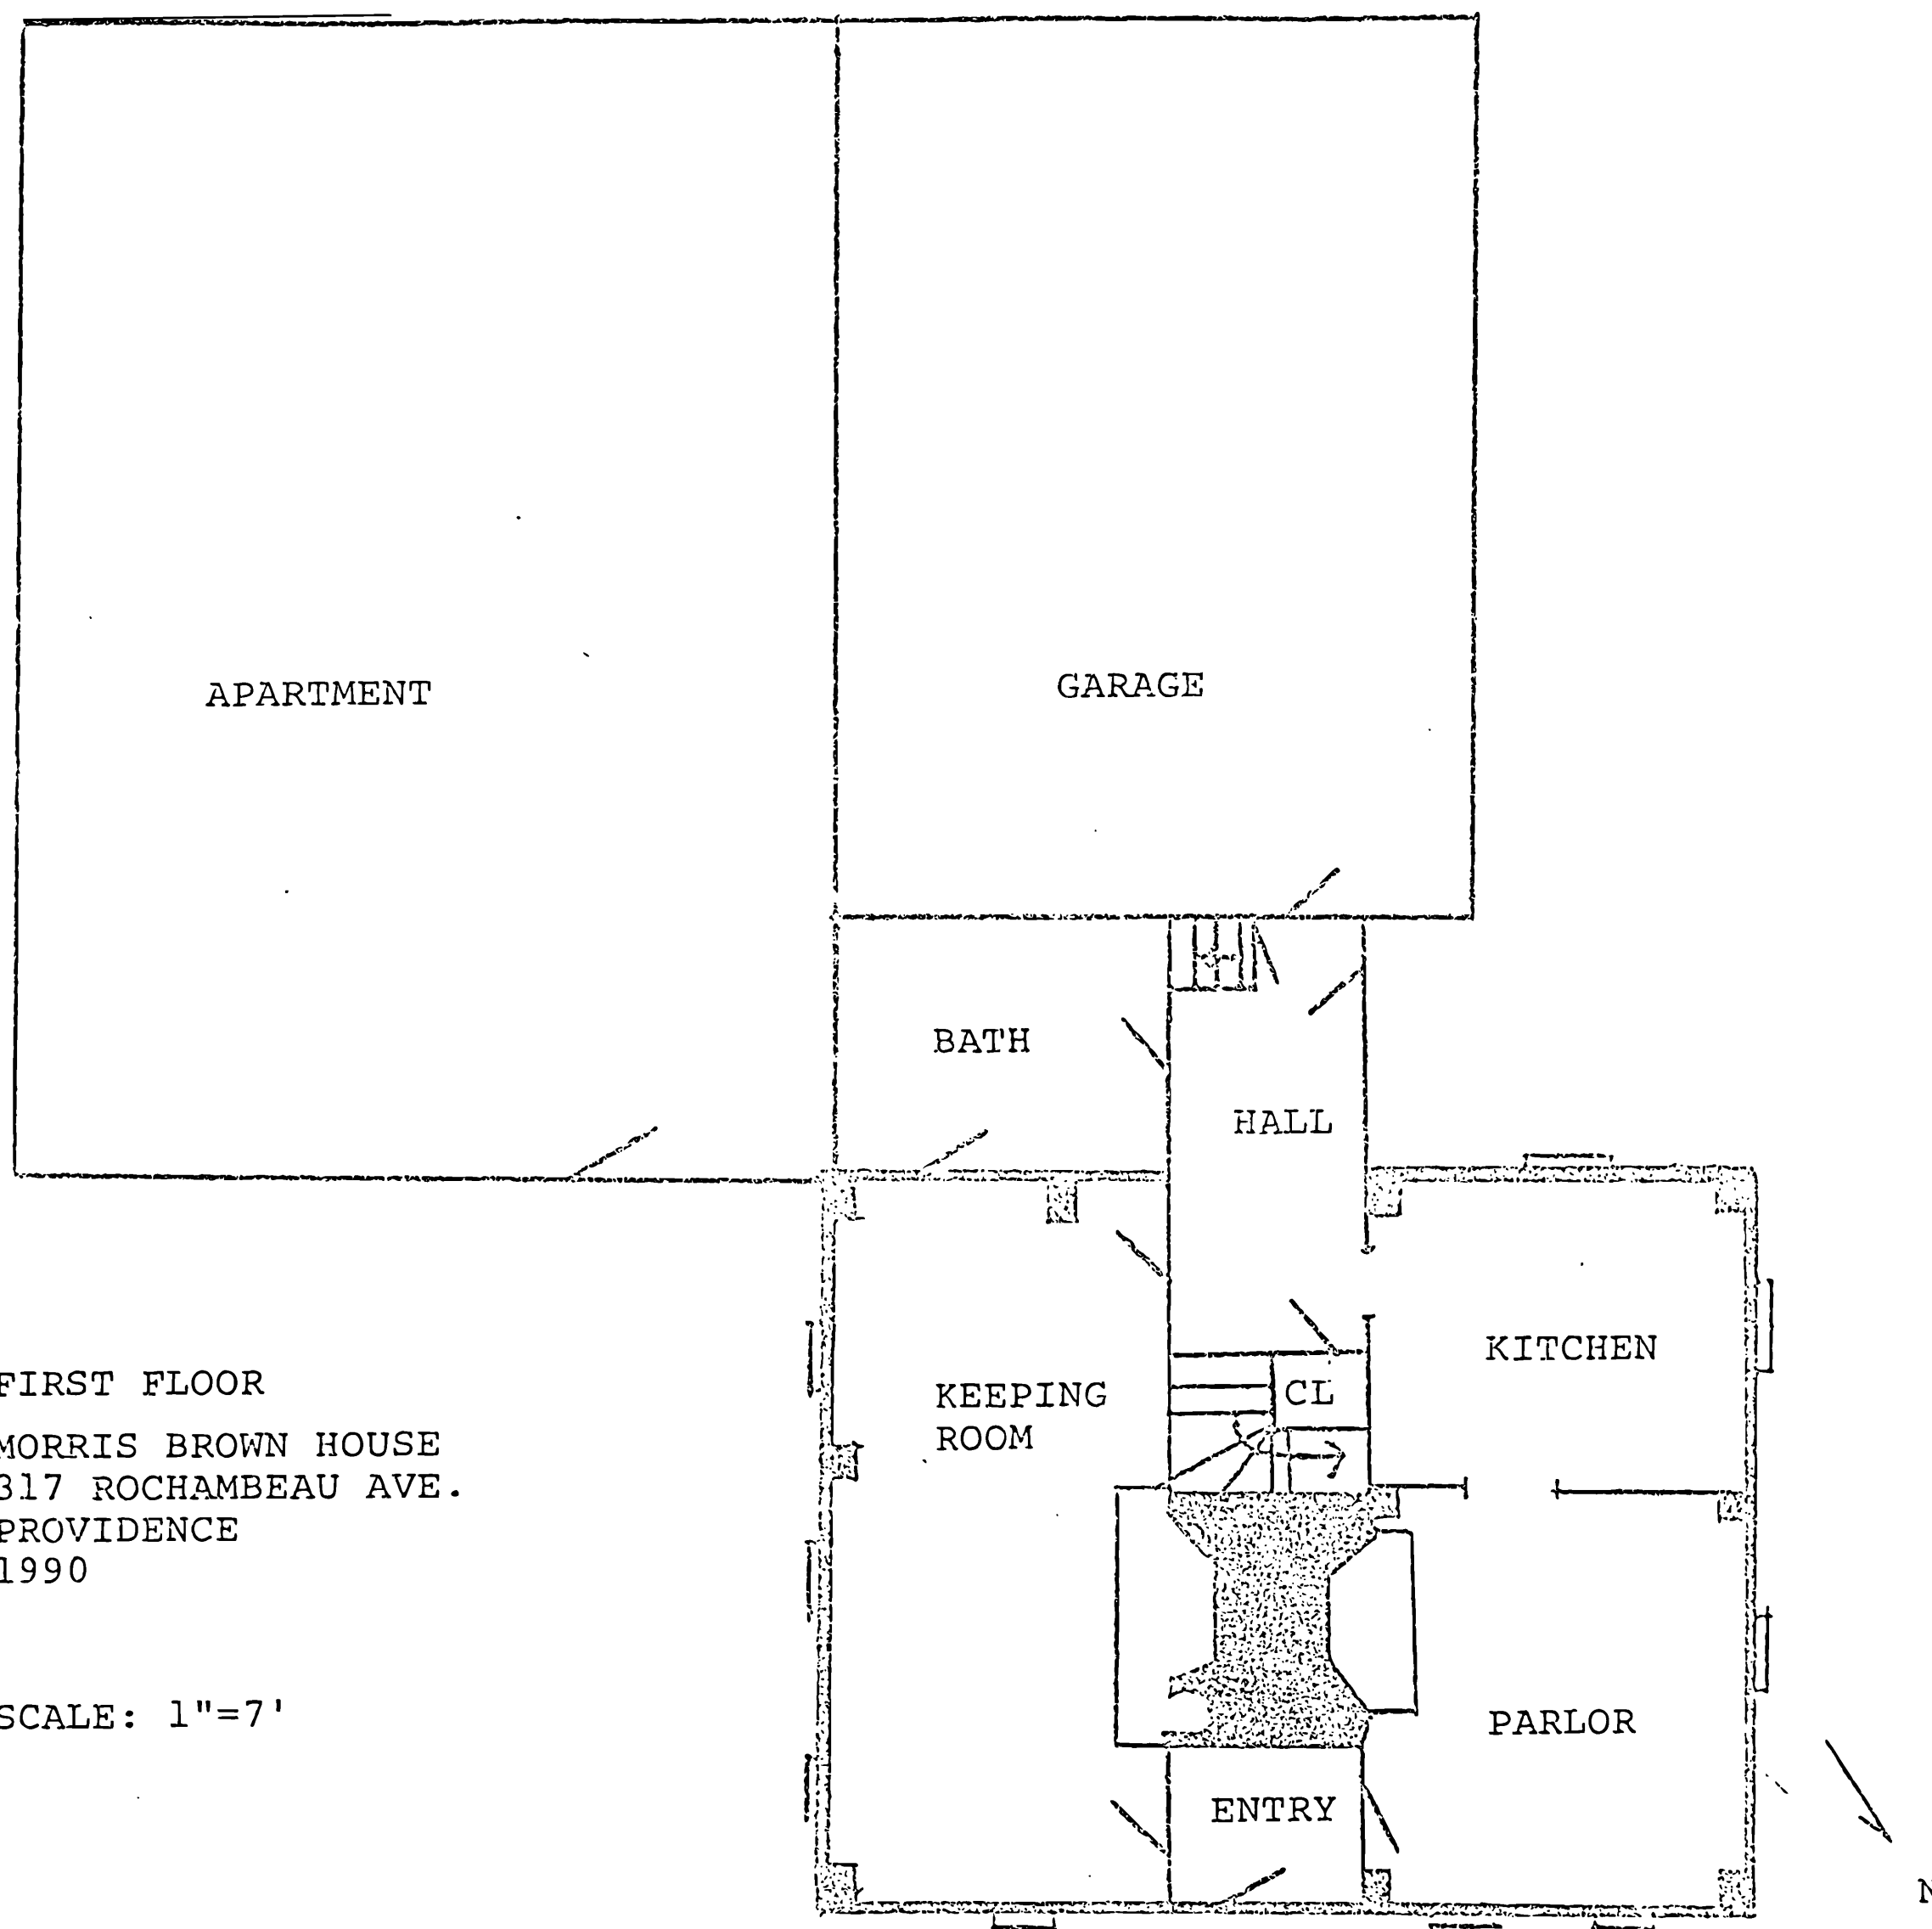 APARTMENT
GARAGE
BATH
HALL
KITCHEN
KEEPING
ROOM
CL
PARLOR
ENTRY
FIRST FLOOR
MORRIS BROWN HOUSE
317 ROCHAMBEAU AVE.
PROVIDENCE
1990
SCALE: 1"=7'
N